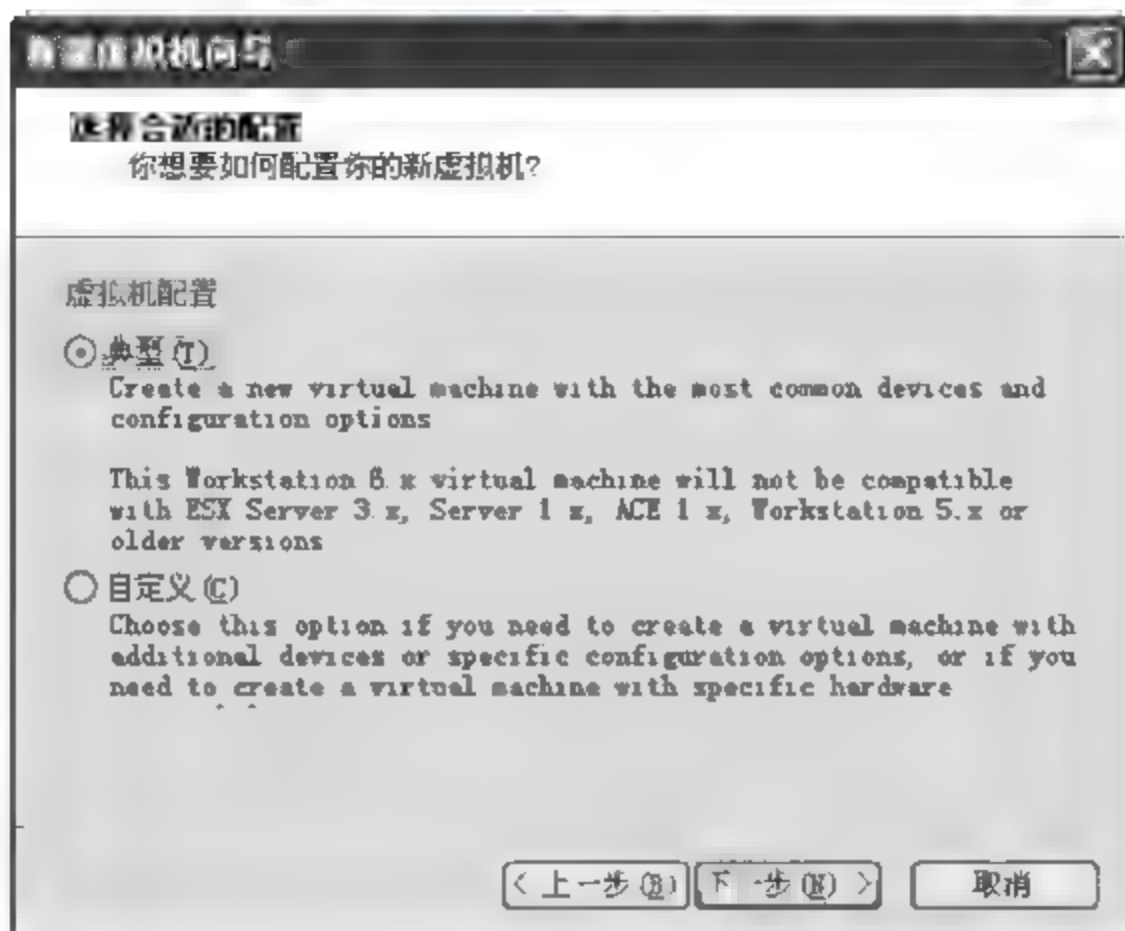 新建虚拟机向导
选择合适的配置
你想要如何配置你的新虚拟机?
虚拟机配置
典型(T)
Create a new virtual machine with the most common devices and
configuration options
This Workstation 6.x virtual machine will not be compatible
with ESX Server 3.x, Server 1.x, ACE 1.x, Workstation 5.x or
older versions
自定义(C)
Choose this option if you need to create a virtual machine with
additional devices or specific configuration options, or if you
need to create a virtual machine with specific hardware
< 上一步(B)
下一步(N) >
取消